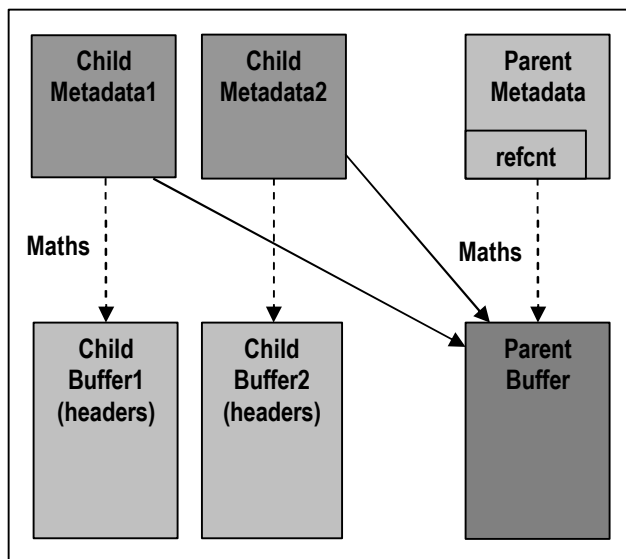 Child
Metadata1
Child
Metadata2
Parent
Metadata
refcnt
Maths
Maths
Child
Buffer1
(headers)
Child
Buffer2
(headers)
Parent
Buffer